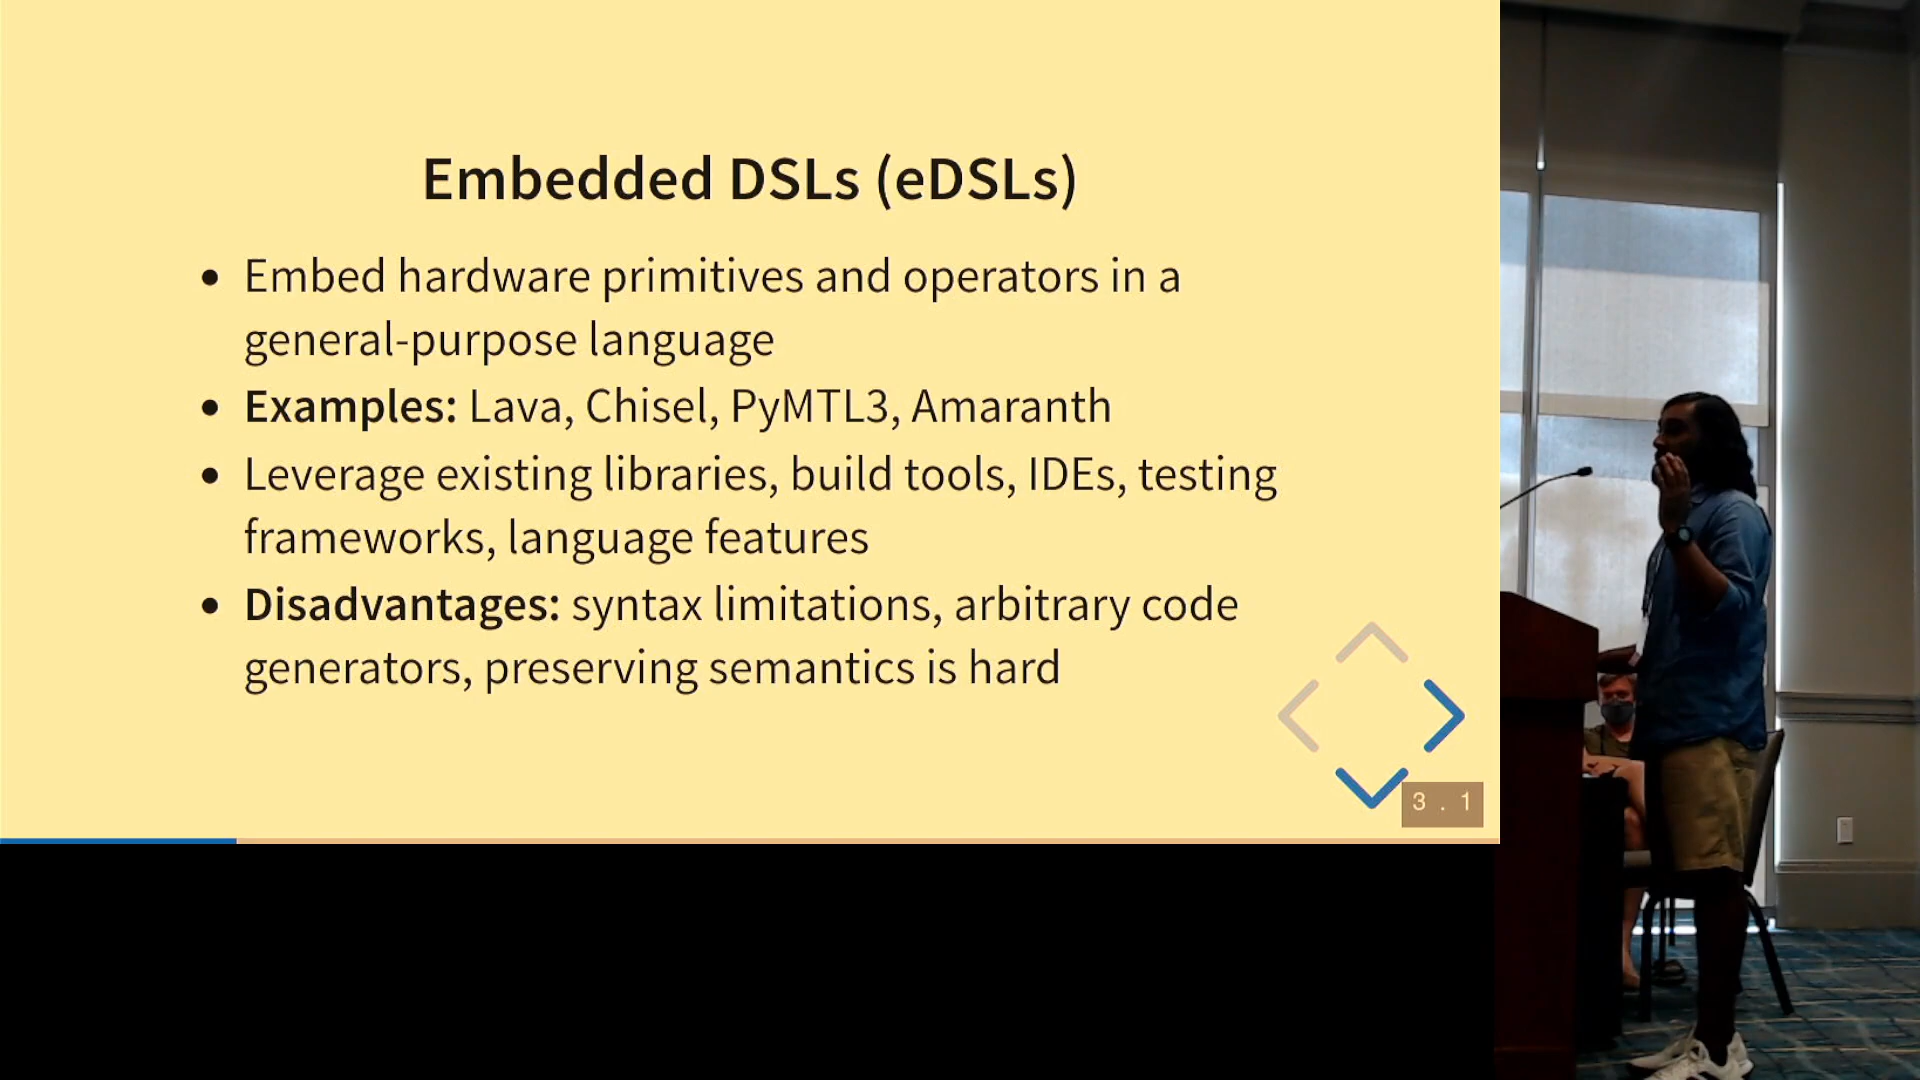 Embedded DSLs (eDSLs)
• Embed hardware primitives and operators in a
general-purpose language
• Examples: Lava, Chisel, PyMTL3, Amaranth
• Leverage existing libraries, build tools, IDEs, testing
frameworks, language features
• Disadvantages: syntax limitations, arbitrary code
generators, preserving semantics is hard
3 . 1